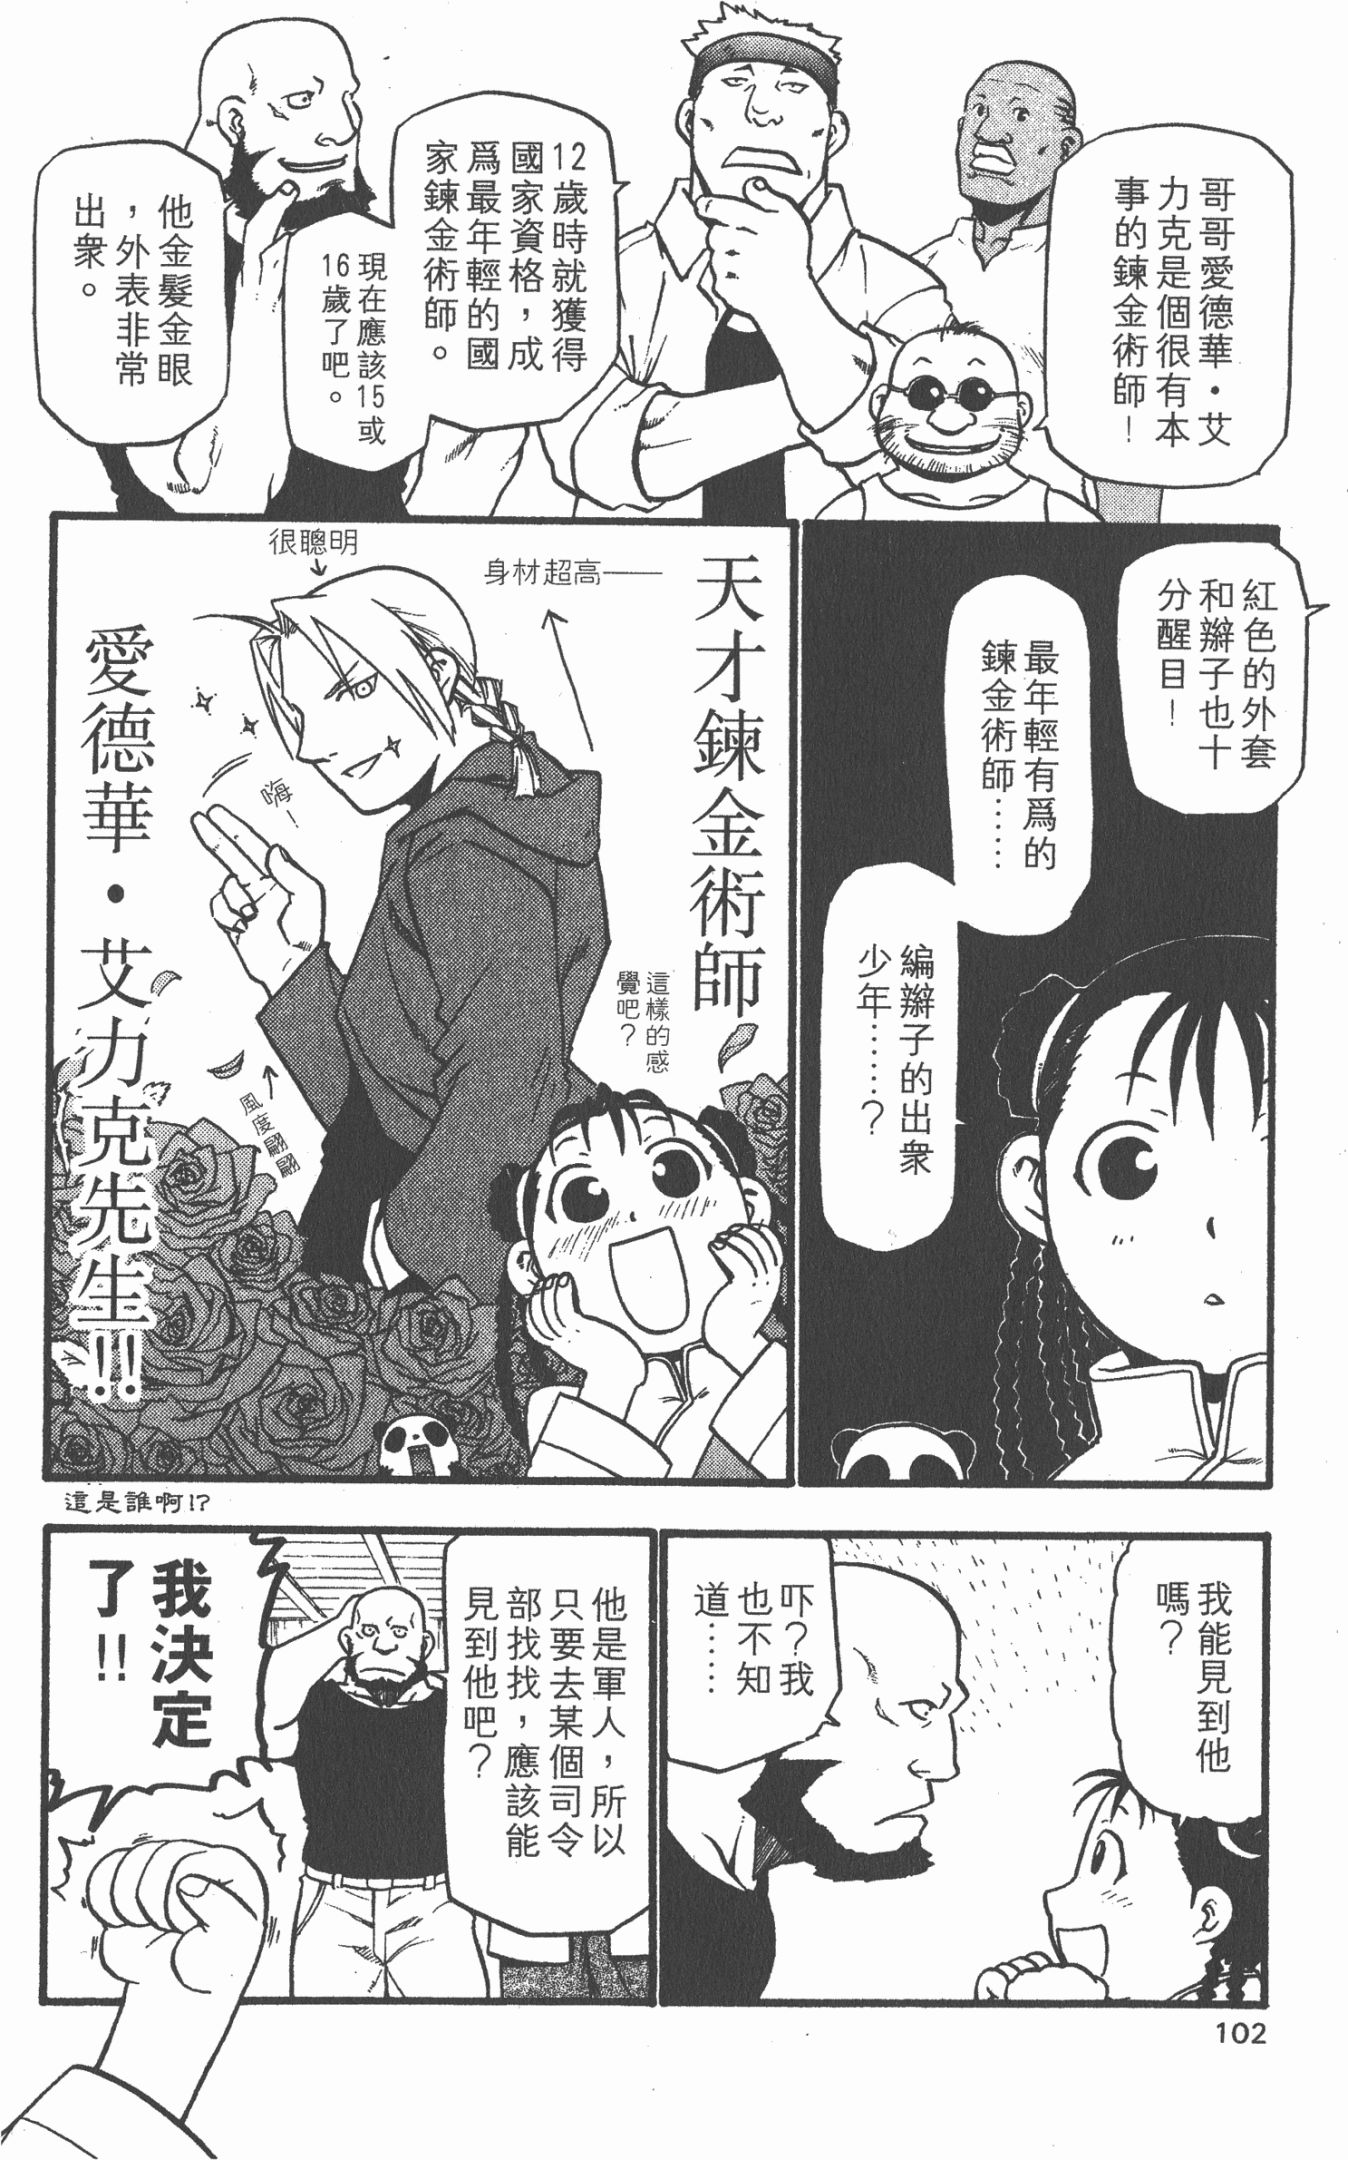 哥哥愛德華・艾
力克是個很有本
事的鍊金術師！
12歲時就獲得
國家資格，成
爲最年輕的國
家鍊金術師。
現在應該15或
16歲了吧。
他金髮金眼
，外表非常
出衆。
紅色的外套
和辮子也十
分醒目！
最年輕有爲的
鍊金術師……
編辮子的出衆
少年……？
天才鍊金術師
身材超高——
很聰明
嗨！
這樣的感
覺吧？
風度翩翩
愛德華・艾力克先生!!
這是誰啊!?
我能見到他
嗎？
吓？我
也不知
道……
他是軍人，所以
只要去某個司令
部找找，應該能
見到他吧？
我決定
了!!
102